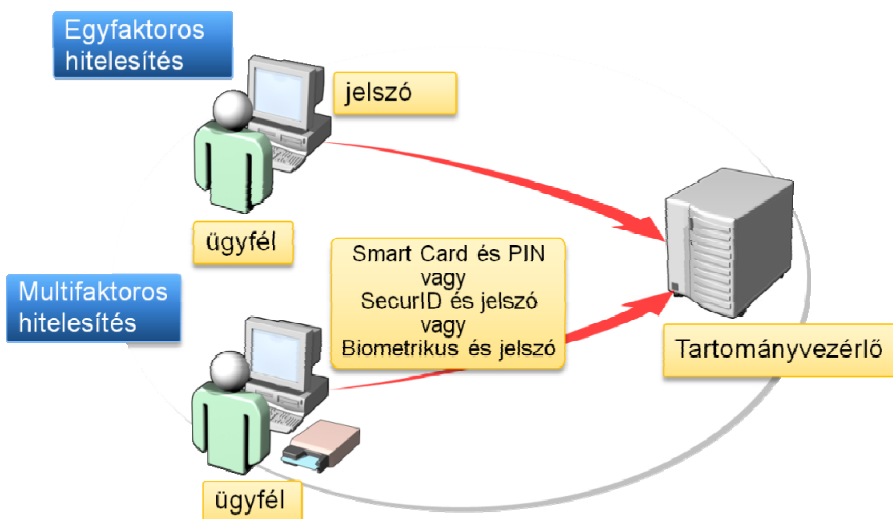 Egyfaktoros
hitelesítés
jelszó
ügyfél
Multifaktoros
hitelesítés
Smart Card és PIN
vagy
SecurID és jelszó
vagy
Biometrikus és jelszó
Tartományvezérlő
ügyfél